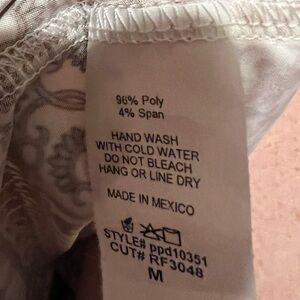 96% Poly
4% Span
HAND WASH
WITH COLD WATER
DO NOT BLEACH
HANG OR LINE DRY
MADE IN MEXICO
STYLE# ppd10351
CUT# RF3048
M